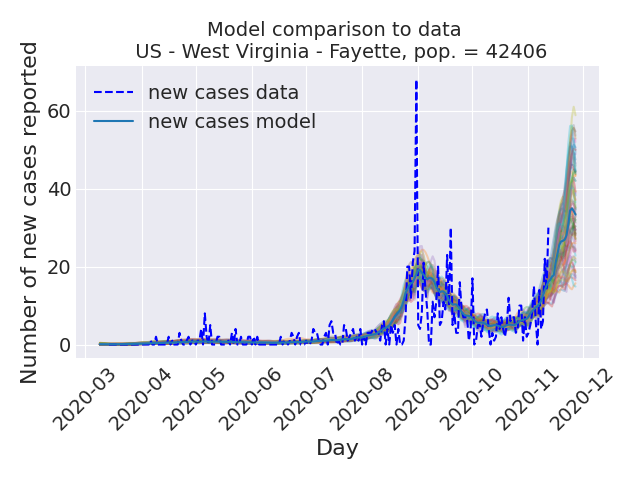 Model comparison to data
US - West Virginia - Fayette, pop. = 42406
Number of new cases reported
60
40
20
0
new cases data
new cases model
2020-03
2020-04
2020-05
2020-06
2020-07
2020-08
2020-09
2020-10
2020-11
2020-12
Day